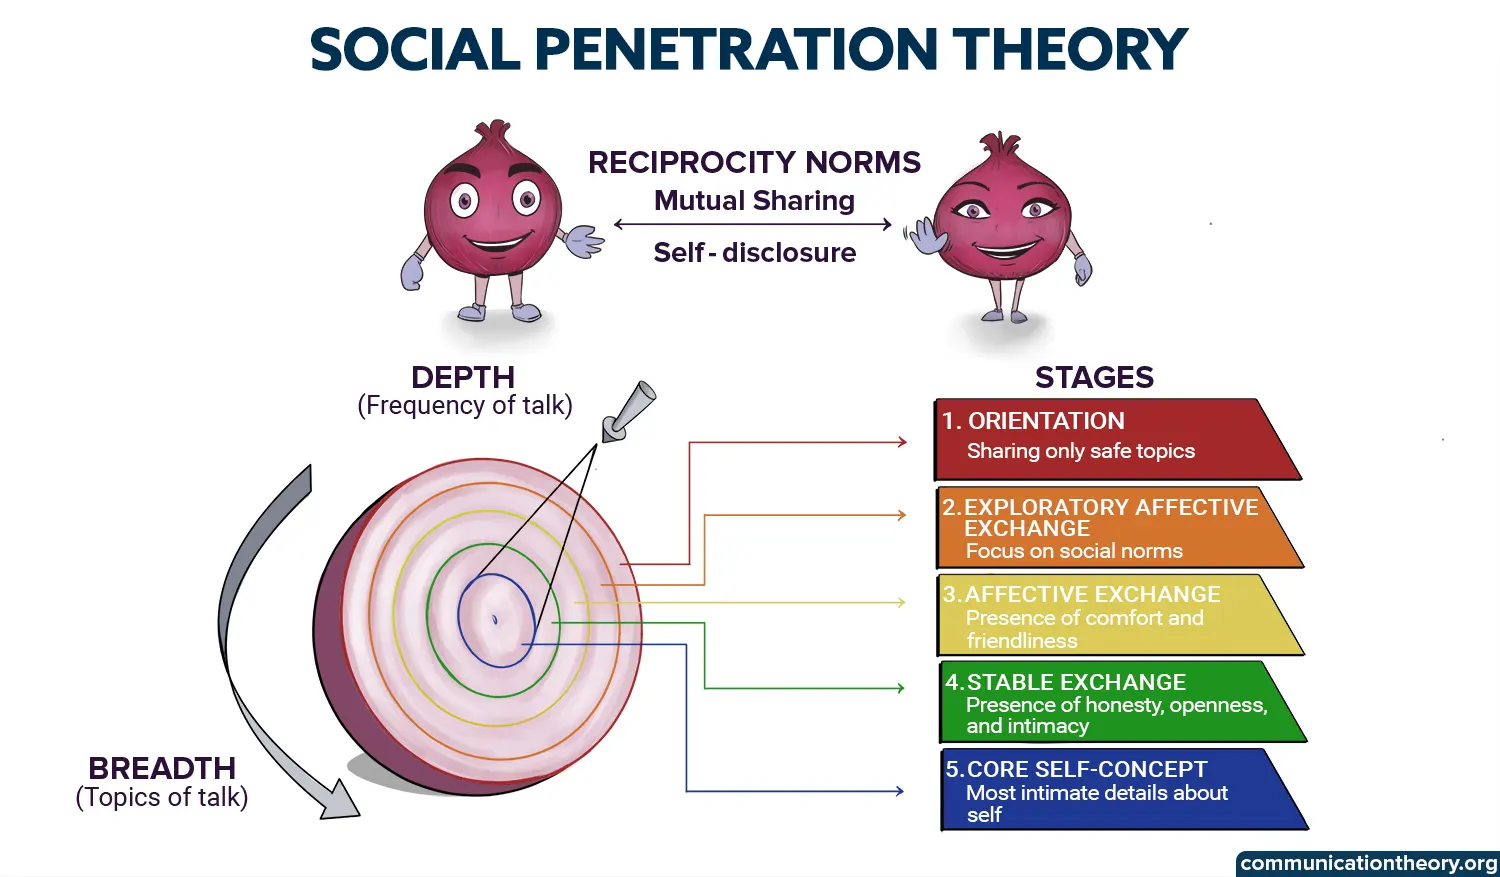 SOCIAL PENETRATION THEORY
RECIPROCITY NORMS
Mutual Sharing
Self - disclosure
DEPTH
(Frequency of talk)
BREADTH
(Topics of talk)
STAGES
1. ORIENTATION
Sharing only safe topics
2.EXPLORATORY AFFECTIVE
EXCHANGE
Focus on social norms
3.AFFECTIVE EXCHANGE
Presence of comfort and
friendliness
4.STABLE EXCHANGE
Presence of honesty, openness,
and intimacy
5.CORE SELF-CONCEPT
Most intimate details about
self
communicationtheory.org